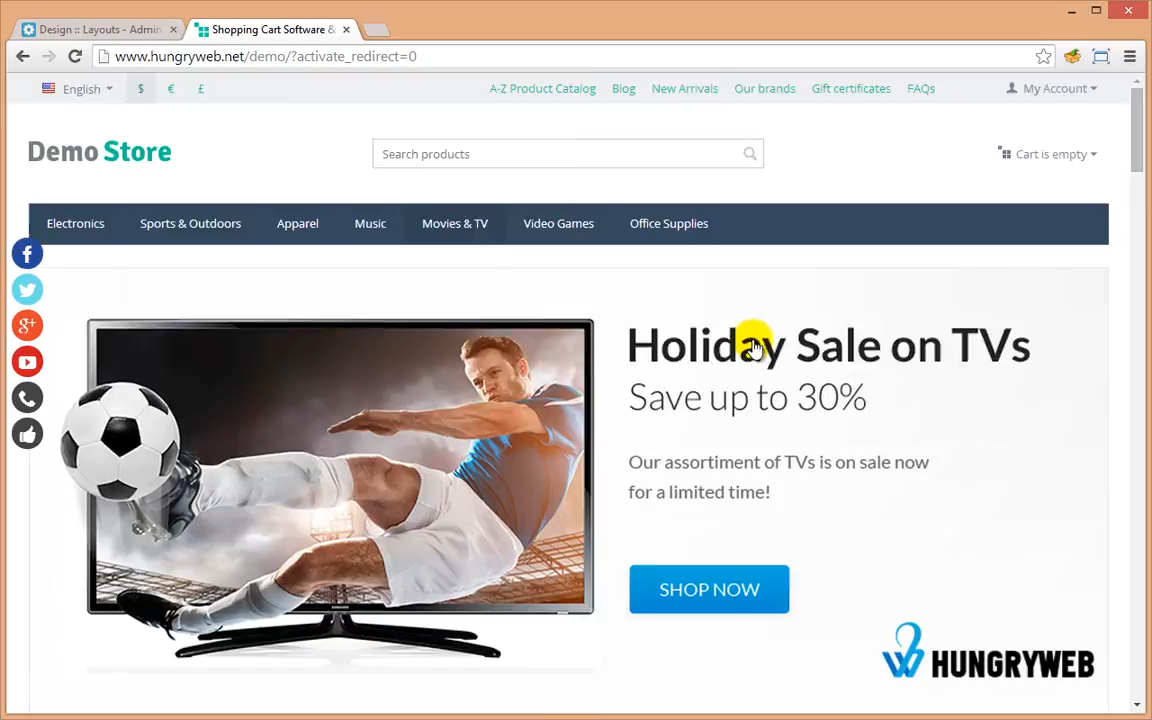 Design :: Layouts - Admin
Shopping Cart Software &
www.hungryweb.net/demo/?activate_redirect=0
English $ € £ A-Z Product Catalog Blog New Arrivals Our brands Gift certificates FAQs My Account
Demo Store
Search products
Cart is empty
Electronics Sports & Outdoors Apparel Music Movies & TV Video Games Office Supplies
f
g+
Holiday Sale on TVs
Save up to 30%
Our assortment of TVs is on sale now
for a limited time!
SHOP NOW
HUNGRYWEB